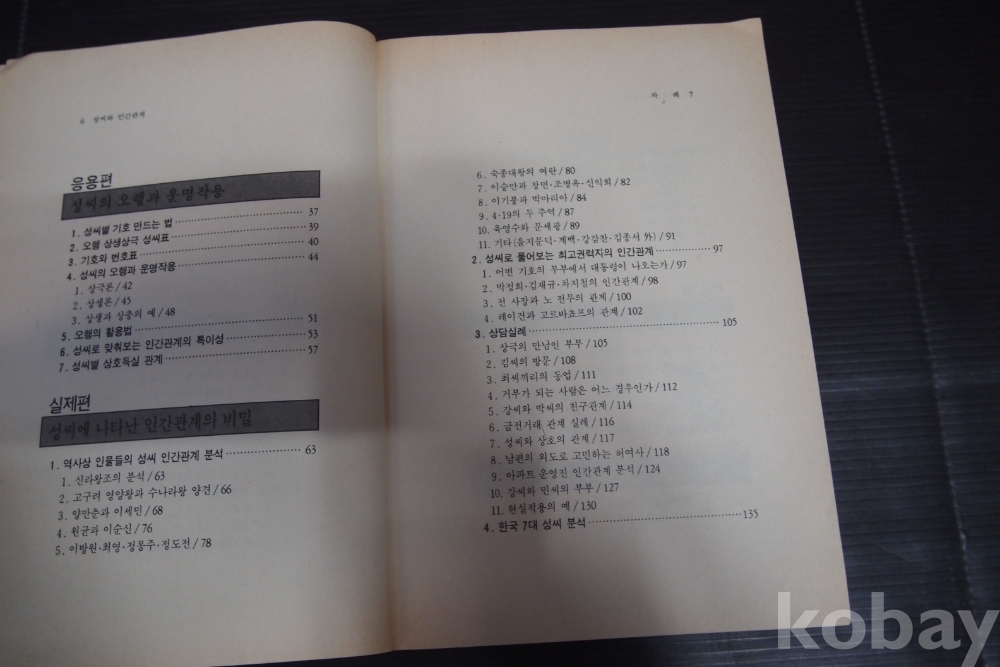 6 성씨와 인간관계
응용편
성씨의 오행과 운명작용
1. 성씨별 기호 만드는 법 37
2. 오행 상생상극 성씨표 39
3. 기호와 번호표 40
4. 성씨의 오행과 운명작용 44
1. 상극론/42
2. 상생론/45
3. 상생과 상충의 예/48
5. 오행의 활용법 51
6. 성씨로 맞춰보는 인간관계의 특이성 53
7. 성씨별 상호득실 관계 57
실제편
성씨에 나타난 인간관계의 비밀
1. 역사상 인물들의 성씨 인간관계 분석 63
1. 신라왕조의 분석/63
2. 고구려 영양왕과 수나라왕 양견/66
3. 양만춘과 이세민/68
4. 원균과 이순신/76
5. 이방원·최영·정몽주·정도전/78
차 례 7
6. 숙종대왕의 여란/80
7. 이승만과 장면·조병옥·신익희/82
8. 이기붕과 박마리아/84
9. 4·19의 두 주역/87
10. 육영수와 문세광/89
11. 기타(을지문덕·계백·강감찬·김종서 外)/91
2. 성씨로 풀어보는 최고권력지의 인간관계 97
1. 어떤 기호의 부부에서 대통령이 나오는가/97
2. 박정희·김재규·차지철의 인간관계/98
3. 전 사장과 노 전무의 관계/100
4. 레이건과 고르바쵸프의 관계/102
3. 상담실례 105
1. 상극의 만남인 부부/105
2. 김씨의 방문/108
3. 최씨끼리의 동업/111
4. 거부가 되는 사람은 어느 경우인가/112
5. 강씨와 박씨의 친구관계/114
6. 금전거래 관계 실례/116
7. 성씨와 상호의 관계/117
8. 남편의 외도로 고민하는 허여사/118
9. 아파트 운영진 인간관계 분석/124
10. 강씨와 민씨의 부부/127
11. 현실적용의 예/130
4. 한국 7대 성씨 분석 135
kobay